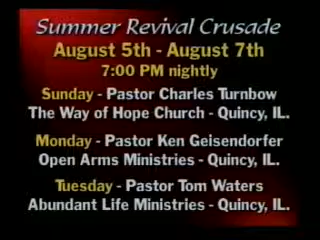 Summer Revival Crusade
August 5th - August 7th
7:00 PM nightly
Sunday - Pastor Charles Turnbow
The Way of Hope Church - Quincy, IL.
Monday - Pastor Ken Geisendorfer
Open Arms Ministries - Quincy, IL.
Tuesday - Pastor Tom Waters
Abundant Life Ministries - Quincy, IL.